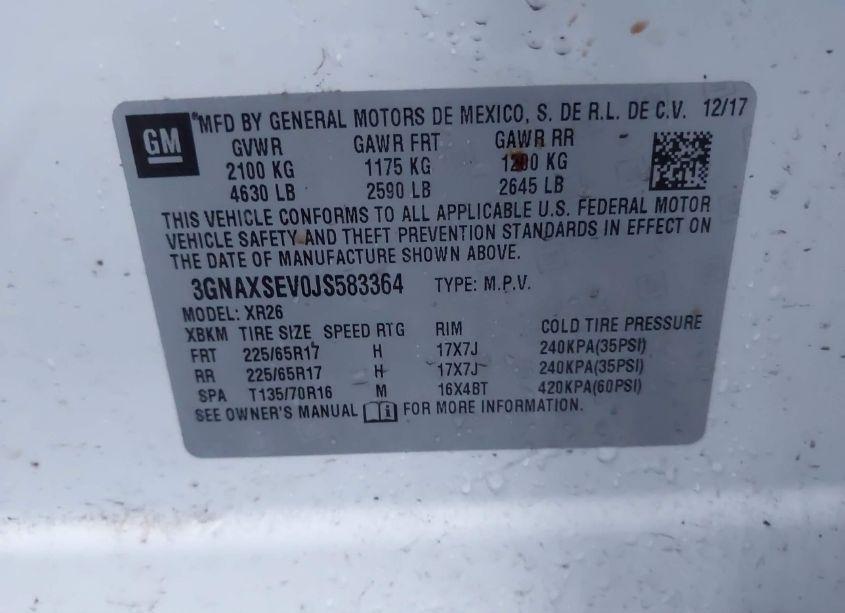 GM
®MFD BY GENERAL MOTORS DE MEXICO, S. DE R.L. DE C.V. 12/17
GVWR GAWR FRT GAWR RR
2100 KG 1175 KG 1200 KG
4630 LB 2590 LB 2645 LB
THIS VEHICLE CONFORMS TO ALL APPLICABLE U.S. FEDERAL MOTOR
VEHICLE SAFETY AND THEFT PREVENTION STANDARDS IN EFFECT ON
THE DATE OF MANUFACTURE SHOWN ABOVE.
3GNAXSEV0JS583364 TYPE: M.P.V.
MODEL: XR26
XBKM TIRE SIZE SPEED RTG RIM COLD TIRE PRESSURE
FRT 225/65R17 H 17X7J 240KPA(35PSI)
RR 225/65R17 H 17X7J 240KPA(35PSI)
SPA T135/70R16 M 16X4BT 420KPA(60PSI)
SEE OWNER'S MANUAL FOR MORE INFORMATION.